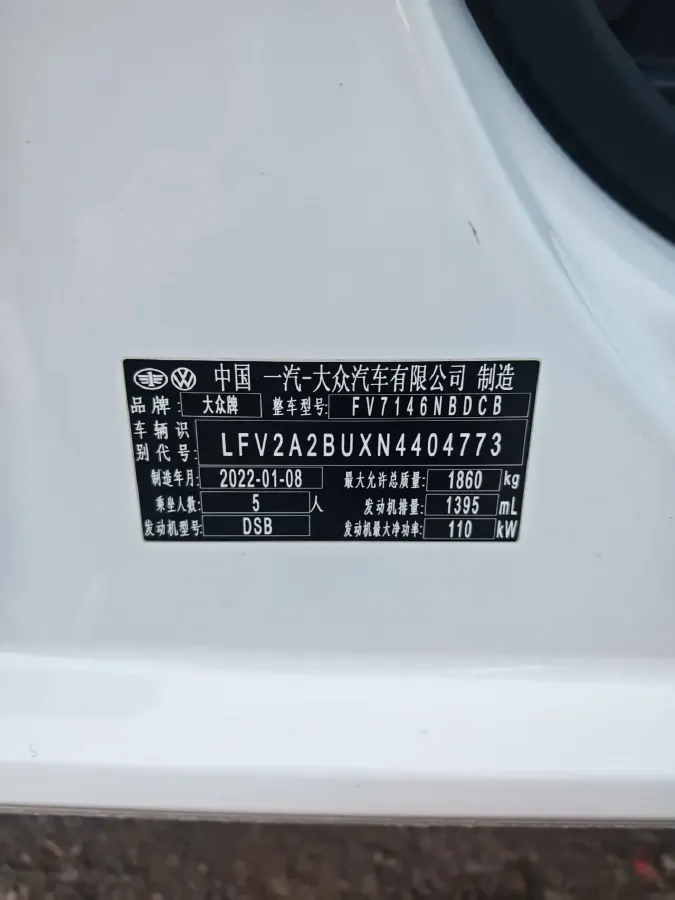 中国 一汽-大众汽车有限公司 制造
品牌: 大众牌 整车型号: FV7146NBDCB
车辆识别代号: LFV2A2BUXN4404773
制造年月: 2022-01-08 最大允许总质量: 1860 kg
乘坐人数: 5 人 发动机排量: 1395 mL
发动机型号: DSB 发动机最大净功率: 110 kW